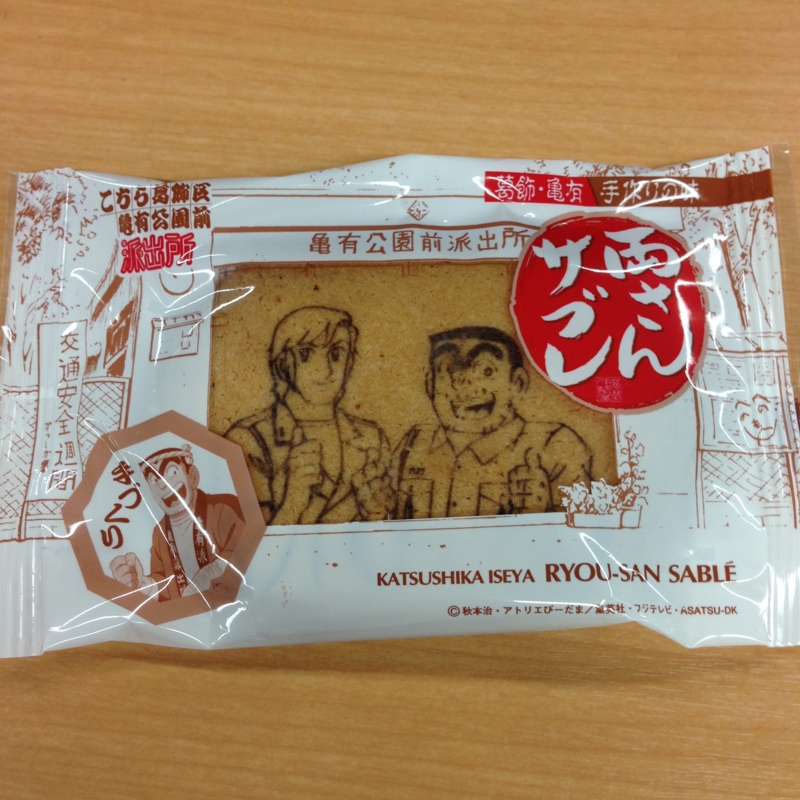 こちら葛飾区
亀有公園前
派出所
葛飾・亀有 手作りの味
亀有公園前派出所
両さん
サブレ
交通安全週間
手づくり
KATSUSHIKA ISEYA RYOU-SAN SABLÉ
©秋本治・アトリエびーだま／集英社・フジテレビ・ASATSU-DK